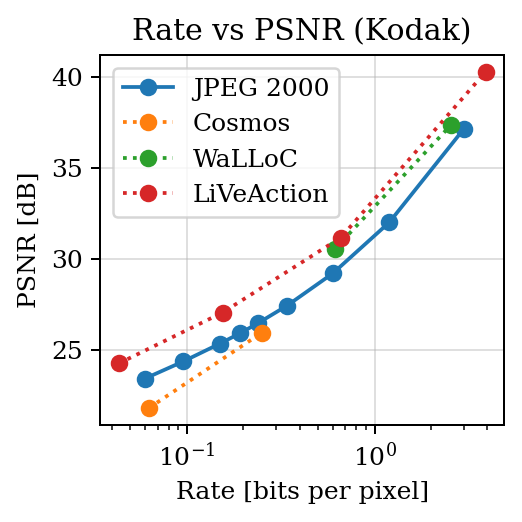 Rate vs PSNR (Kodak)
JPEG 2000
Cosmos
WaLLoC
LiVeAction
PSNR [dB]
40
35
30
25
10⁻¹
10⁰
Rate [bits per pixel]